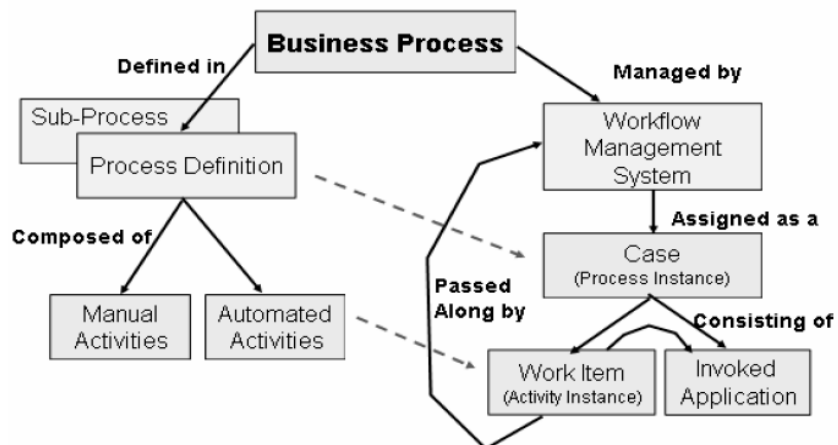 Business Process
Defined in
Managed by
Sub-Process
Process Definition
Workflow
Management
System
Composed of
Assigned as a
Case
(Process Instance)
Manual
Activities
Automated
Activities
Passed
Along by
Consisting of
Work Item
(Activity Instance)
Invoked
Application